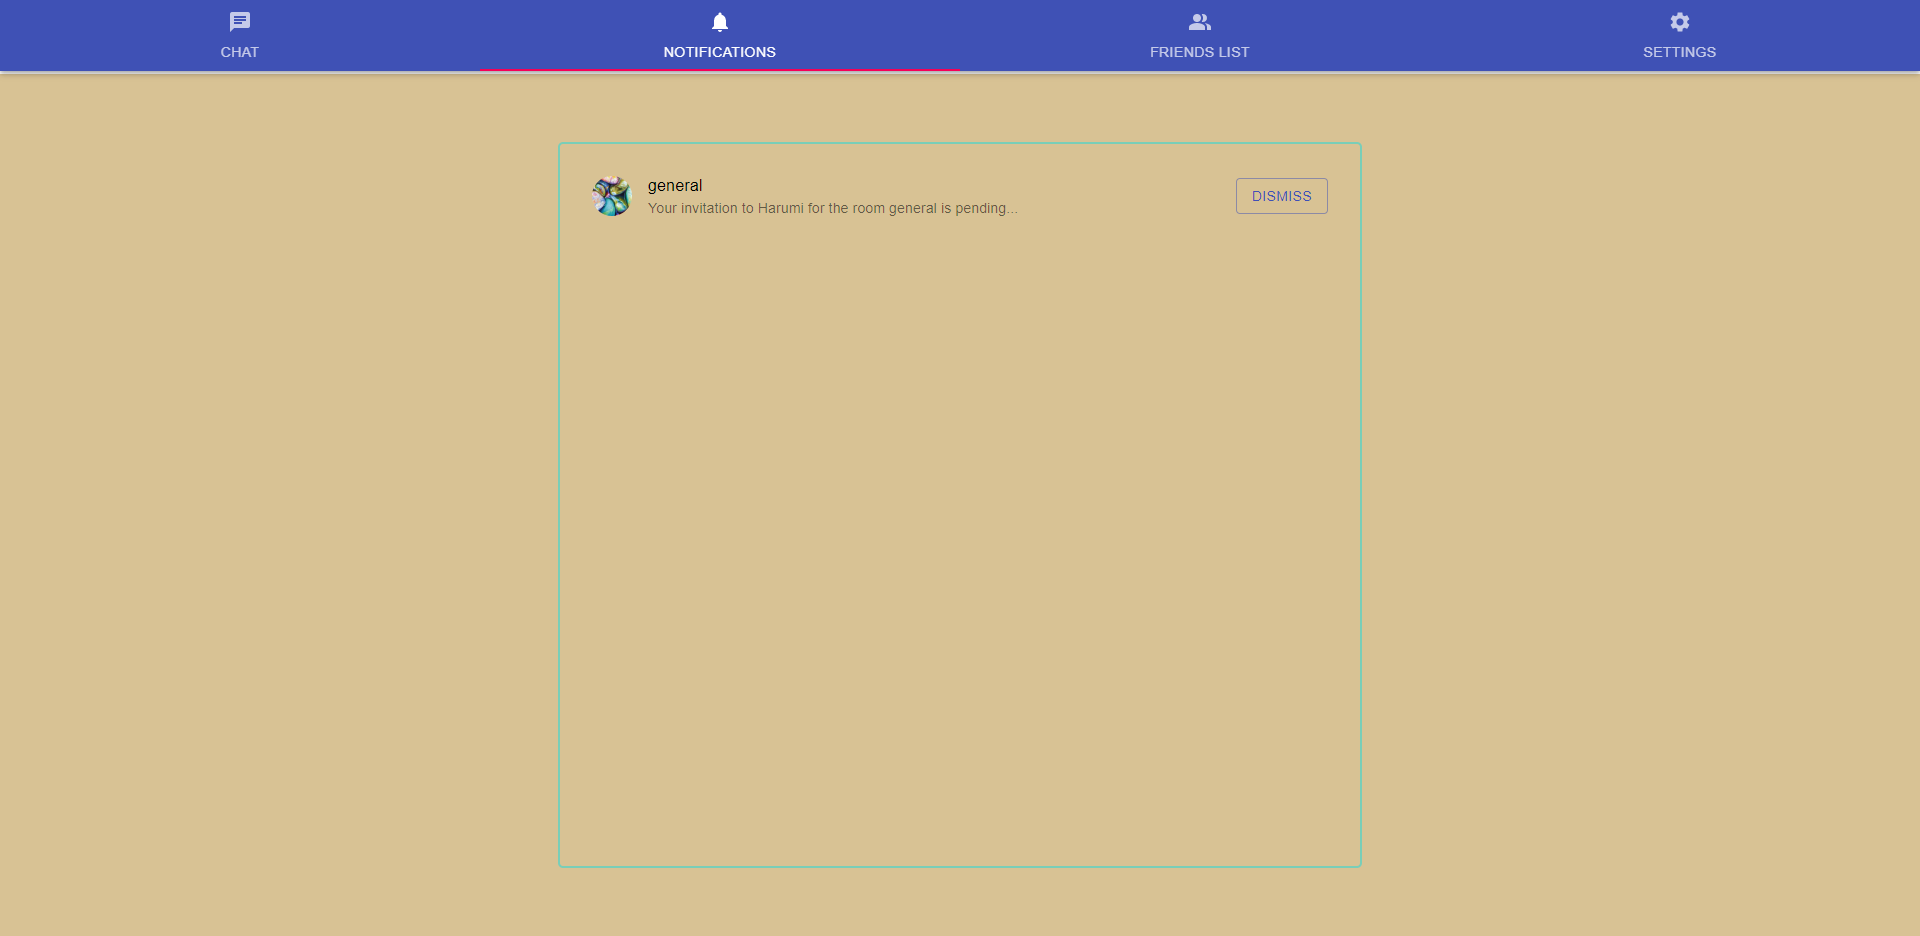 CHAT
NOTIFICATIONS
FRIENDS LIST
SETTINGS
general
Your invitation to Harumi for the room general is pending...
DISMISS